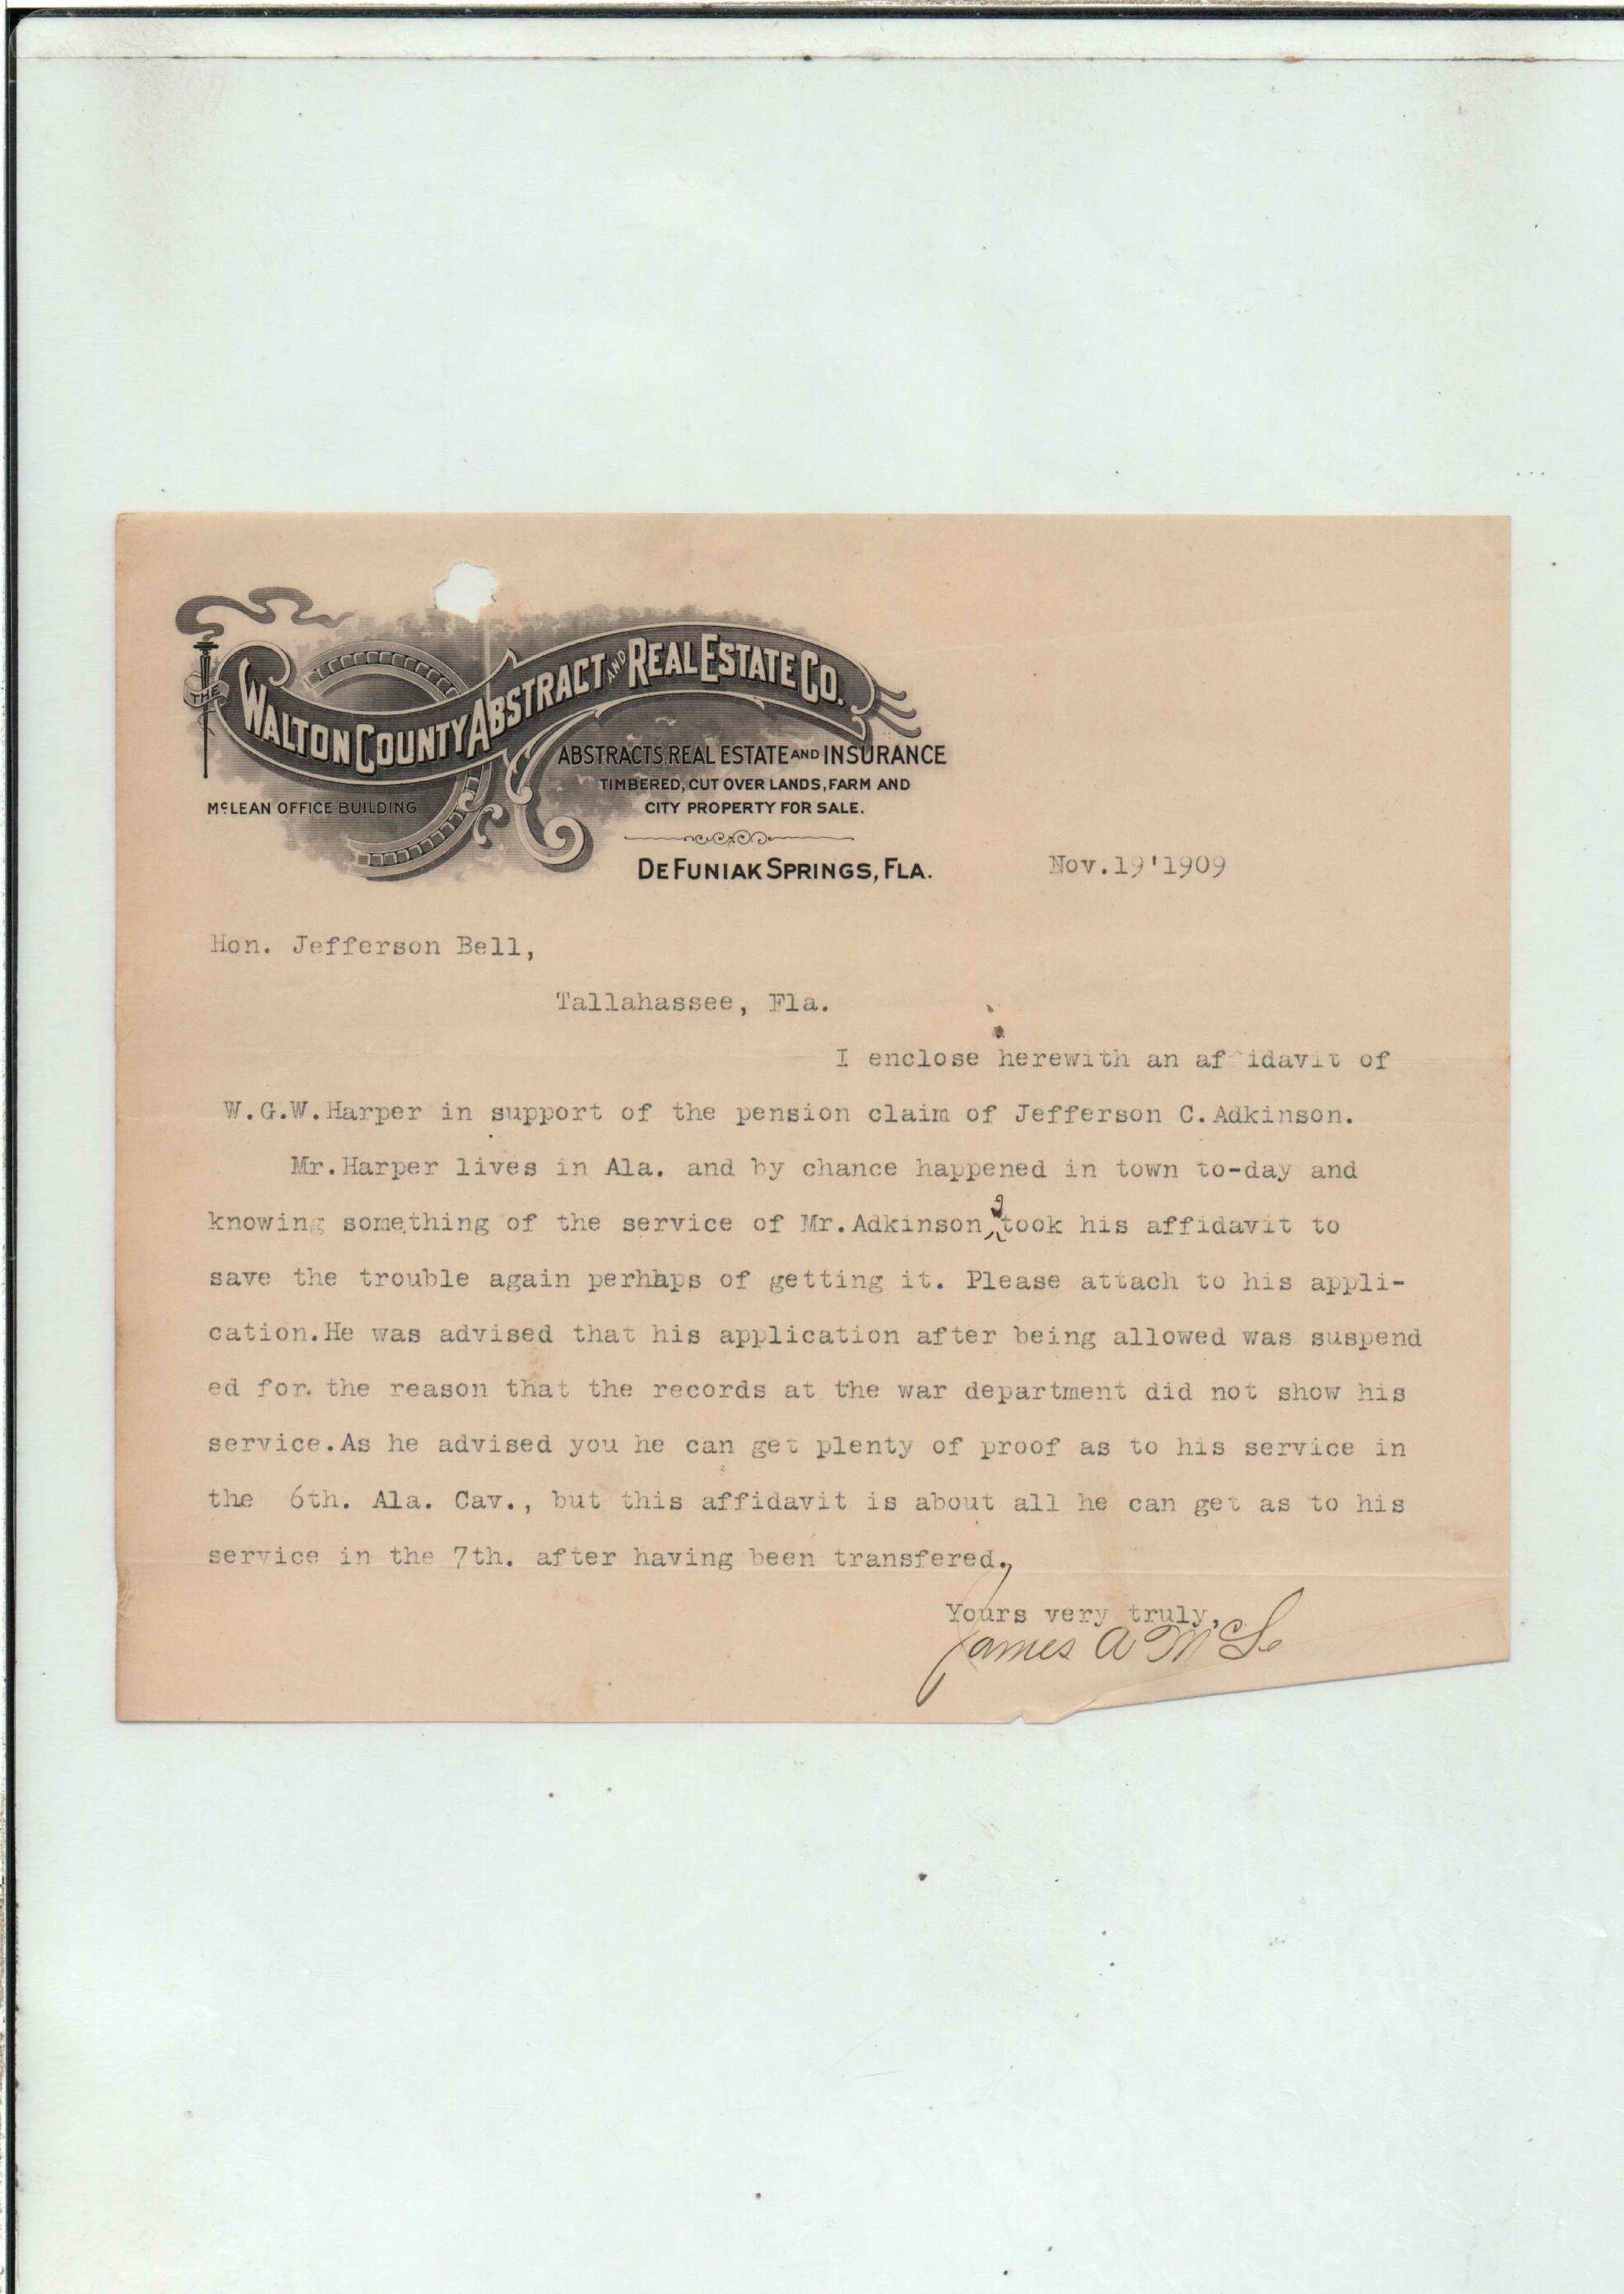 THE
WALTON COUNTY ABSTRACT AND REAL ESTATE CO.
ABSTRACTS, REAL ESTATE AND INSURANCE
TIMBERED, CUT OVER LANDS, FARM AND
CITY PROPERTY FOR SALE.
McLEAN OFFICE BUILDING
DE FUNIAK SPRINGS, FLA.
Nov.19'1909
Hon. Jefferson Bell,
Tallahassee, Fla.
I enclose herewith an af idavit of
W.G.W.Harper in support of the pension claim of Jefferson C.Adkinson.
Mr.Harper lives in Ala. and by chance happened in town to-day and
knowing something of the service of Mr.Adkinson, I took his affidavit to
save the trouble again perhaps of getting it. Please attach to his appli-
cation.He was advised that his application after being allowed was suspend
ed for the reason that the records at the war department did not show his
service.As he advised you he can get plenty of proof as to his service in
the 6th. Ala. Cav., but this affidavit is about all he can get as to his
service in the 7th. after having been transfered.
Yours very truly,
James A McL